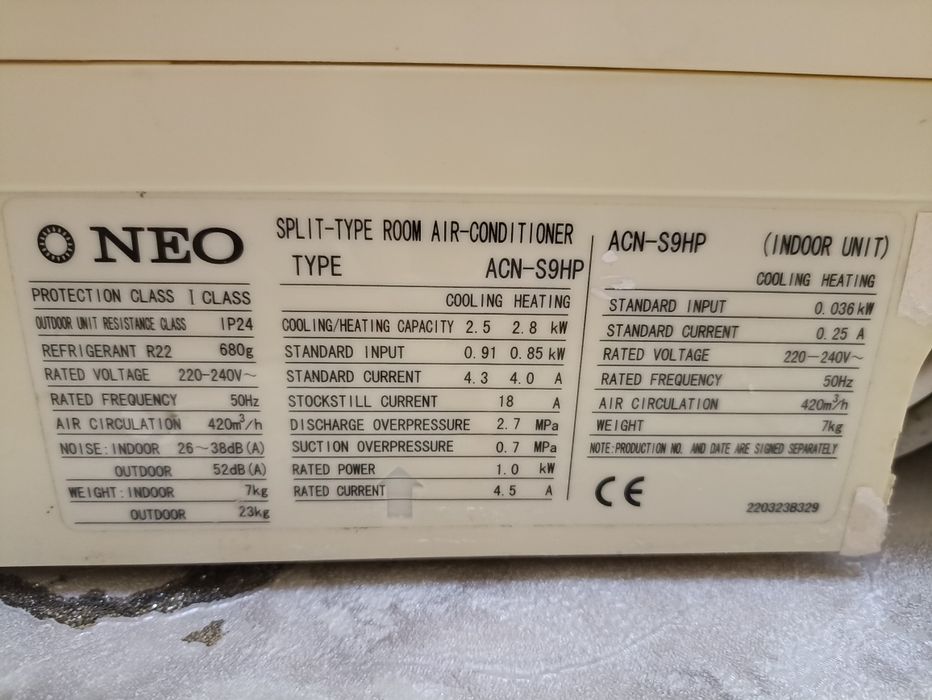 NEO
PROTECTION CLASS I CLASS
OUTDOOR UNIT RESISTANCE CLASS IP24
REFRIGERANT R22 680g
RATED VOLTAGE 220-240V~
RATED FREQUENCY 50Hz
AIR CIRCULATION 420m³/h
NOISE:INDOOR 26~38dB(A)
OUTDOOR 52dB(A)
WEIGHT:INDOOR 7kg
OUTDOOR 23kg
SPLIT-TYPE ROOM AIR-CONDITIONER
TYPE ACN-S9HP
COOLING HEATING
COOLING/HEATING CAPACITY 2.5 2.8 kW
STANDARD INPUT 0.91 0.85 kW
STANDARD CURRENT 4.3 4.0 A
STOCKSTILL CURRENT 18 A
DISCHARGE OVERPRESSURE 2.7 MPa
SUCTION OVERPRESSURE 0.7 MPa
RATED POWER 1.0 kW
RATED CURRENT 4.5 A
ACN-S9HP (INDOOR UNIT)
COOLING HEATING
STANDARD INPUT 0.036 kW
STANDARD CURRENT 0.25 A
RATED VOLTAGE 220-240V~
RATED FREQUENCY 50Hz
AIR CIRCULATION 420m³/h
WEIGHT 7kg
NOTE:PRODUCTION NO. AND DATE ARE SIGNED SEPARATELY
CE
220323B329